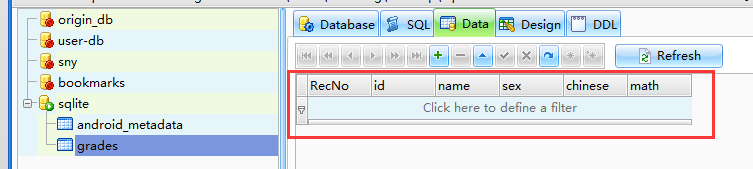 origin_db
user-db
sny
bookmarks
sqlite
android_metadata
grades
Database SQL Data Design DDL
Refresh
RecNo id name sex chinese math
Click here to define a filter